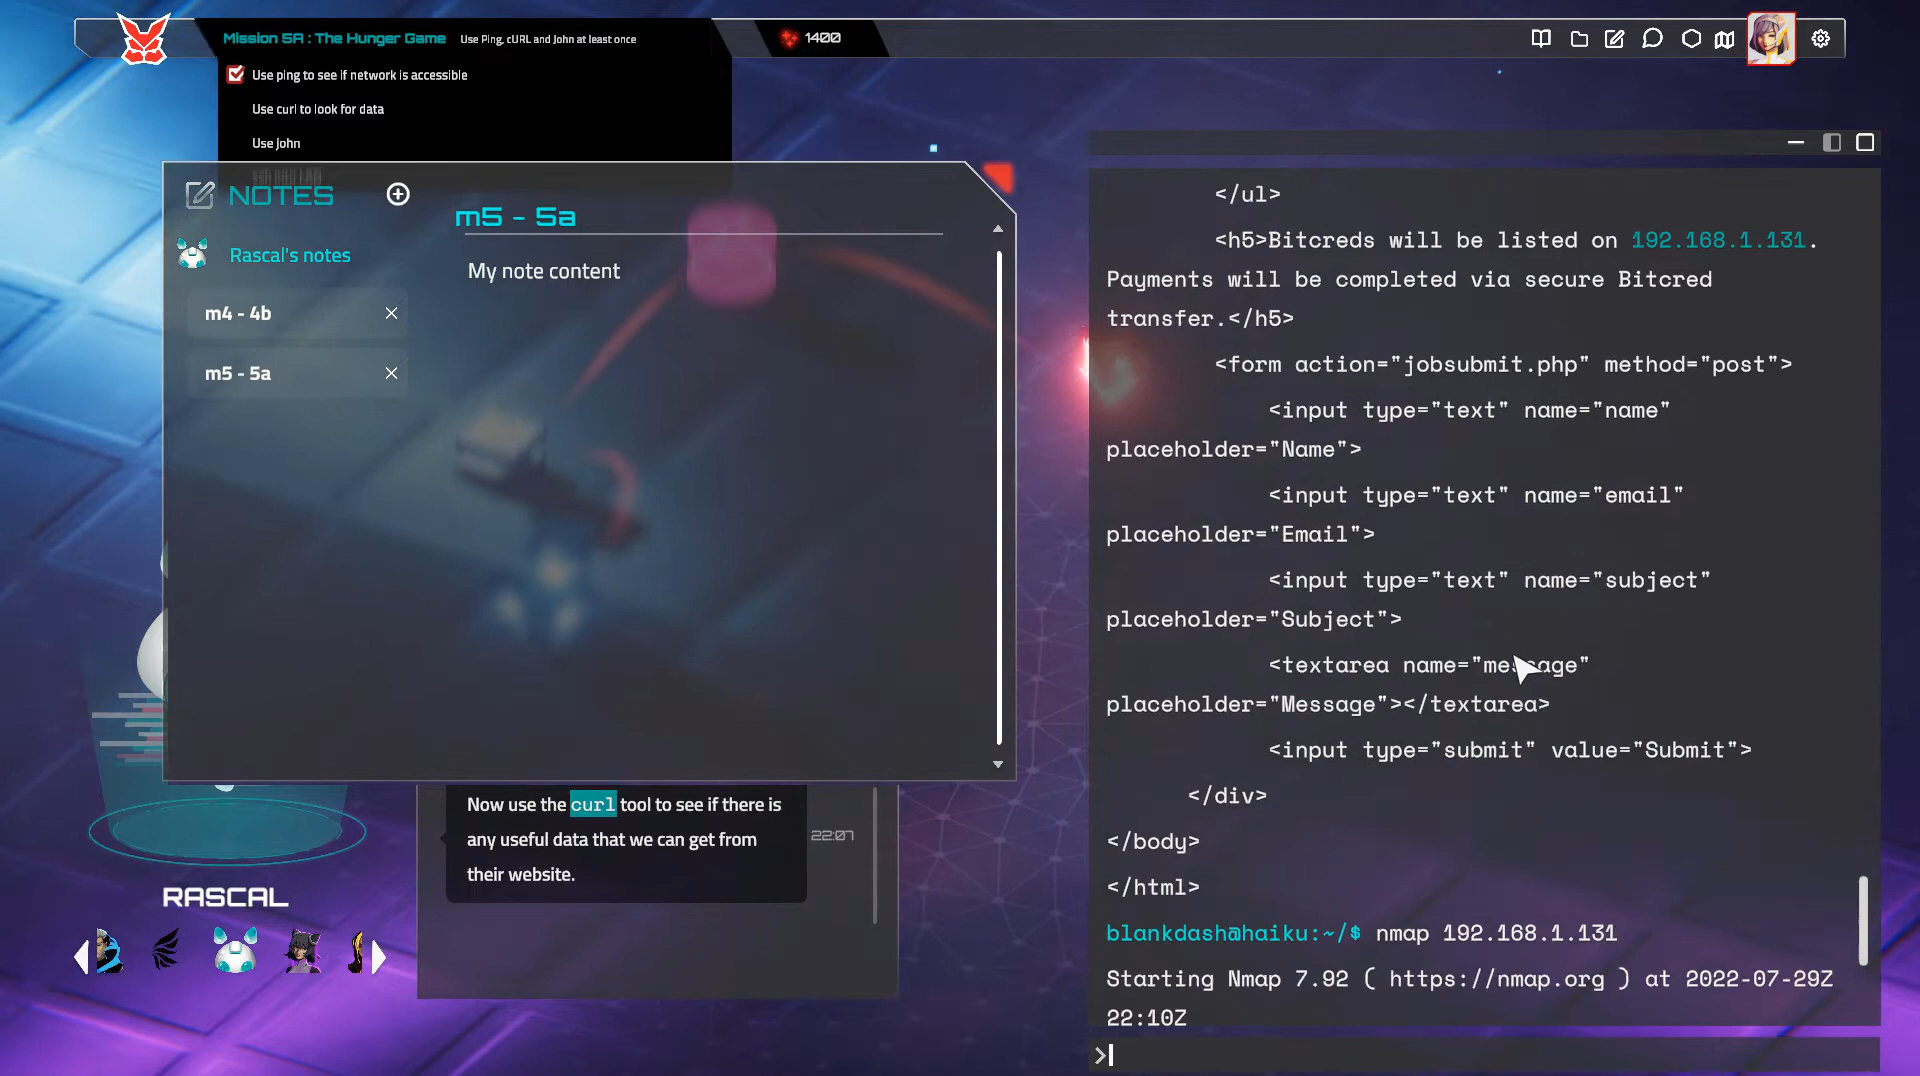 Mission 5A : The Hunger Game Use Ping, cURL and John at least once
1400
Use ping to see if network is accessible
Use curl to look for data
Use john
NOTES
Rascal's notes
m4 - 4b
m5 - 5a
m5 - 5a
My note content
Now use the curl tool to see if there is
any useful data that we can get from
their website.
22:07
RASCAL
</ul>
<h5>Bitcreds will be listed on 192.168.1.131.
Payments will be completed via secure Bitcred
transfer.</h5>
<form action="jobsubmit.php" method="post">
<input type="text" name="name"
placeholder="Name">
<input type="text" name="email"
placeholder="Email">
<input type="text" name="subject"
placeholder="Subject">
<textarea name="message"
placeholder="Message"></textarea>
<input type="submit" value="Submit">
</div>
</body>
</html>
blankdash@haiku:~/$ nmap 192.168.1.131
Starting Nmap 7.92 ( https://nmap.org ) at 2022-07-29Z
22:10Z
>